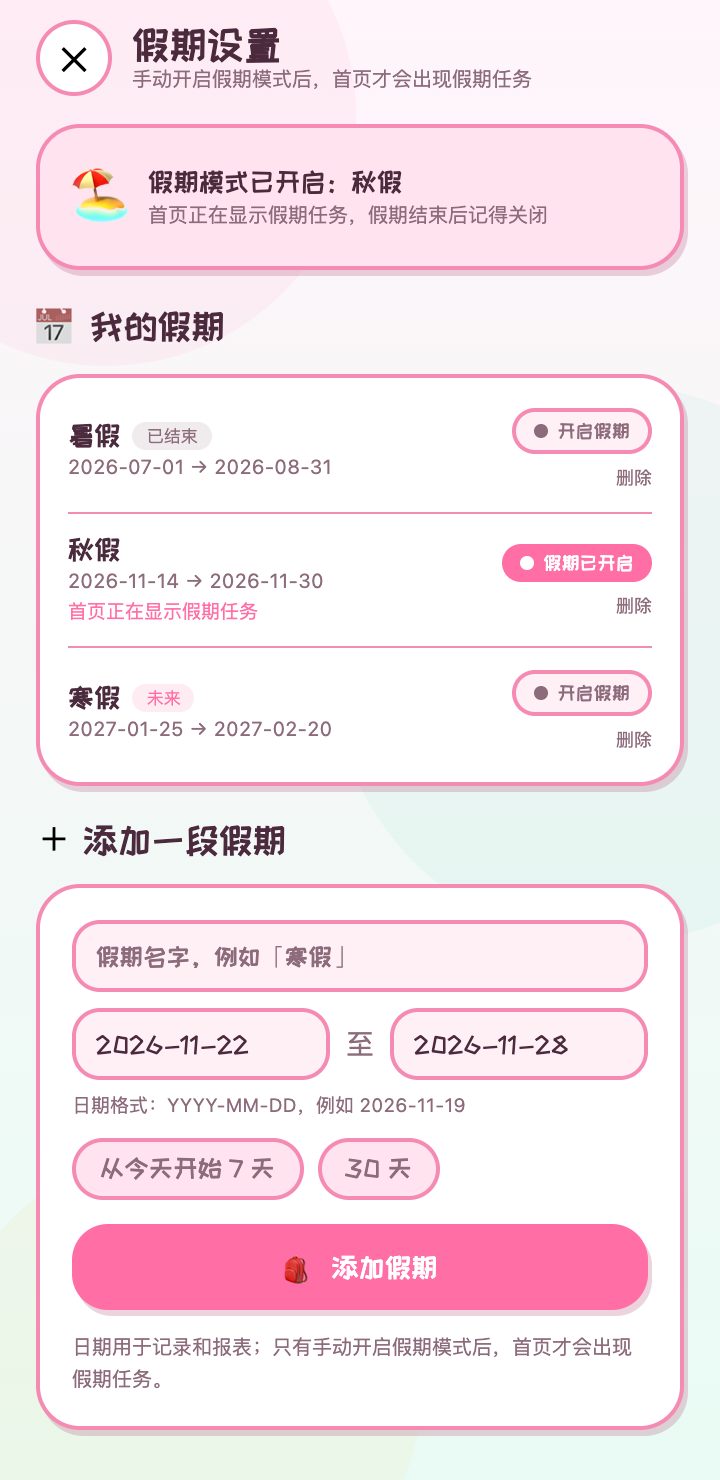 假期设置
手动开启假期模式后，首页才会出现假期任务
假期模式已开启：秋假
首页正在显示假期任务，假期结束后记得关闭
JUL
17
我的假期
暑假 已结束
开启假期
2026-07-01 → 2026-08-31
删除
秋假
假期已开启
2026-11-14 → 2026-11-30
删除
首页正在显示假期任务
寒假 未来
开启假期
2027-01-25 → 2027-02-20
删除
添加一段假期
假期名字，例如「寒假」
2026-11-22 至 2026-11-28
日期格式：YYYY-MM-DD，例如 2026-11-19
从今天开始 7 天 30 天
添加假期
日期用于记录和报表；只有手动开启假期模式后，首页才会出现
假期任务。